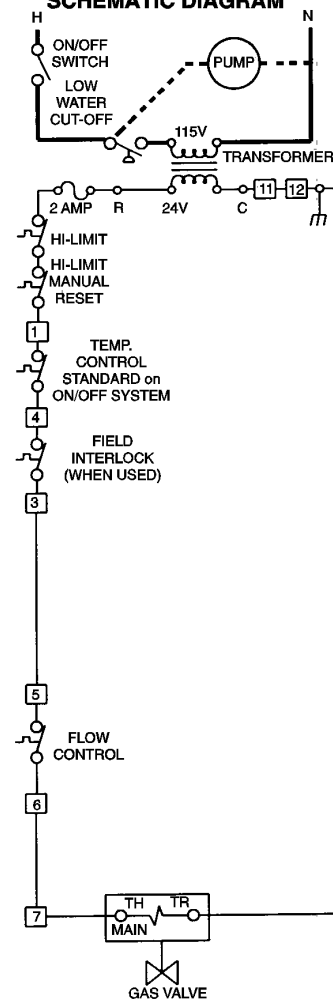 SCHEMATIC DIAGRAM
H
N
ON/OFF
SWITCH
PUMP
LOW
WATER
CUT-OFF
115V
TRANSFORMER
2 AMP
R
24V
C
11
12
HI-LIMIT
HI-LIMIT
MANUAL
RESET
1
TEMP.
CONTROL
STANDARD on
ON/OFF SYSTEM
4
FIELD
INTERLOCK
(WHEN USED)
3
5
FLOW
CONTROL
6
7
TH
TR
MAIN
GAS VALVE